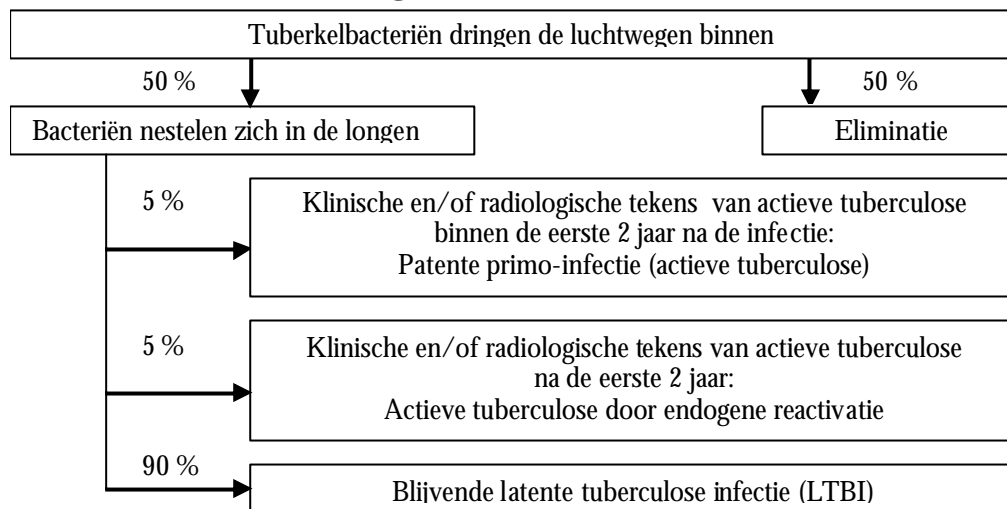 Tuberkelbacteriën dringen de luchtwegen binnen
50 %
50 %
Bacteriën nestelen zich in de longen
Eliminatie
5 %
Klinische en/of radiologische tekens van actieve tuberculose
binnen de eerste 2 jaar na de infectie:
Patente primo-infectie (actieve tuberculose)
5 %
Klinische en/of radiologische tekens van actieve tuberculose
na de eerste 2 jaar:
Actieve tuberculose door endogene reactivatie
90 %
Blijvende latente tuberculose infectie (LTBI)